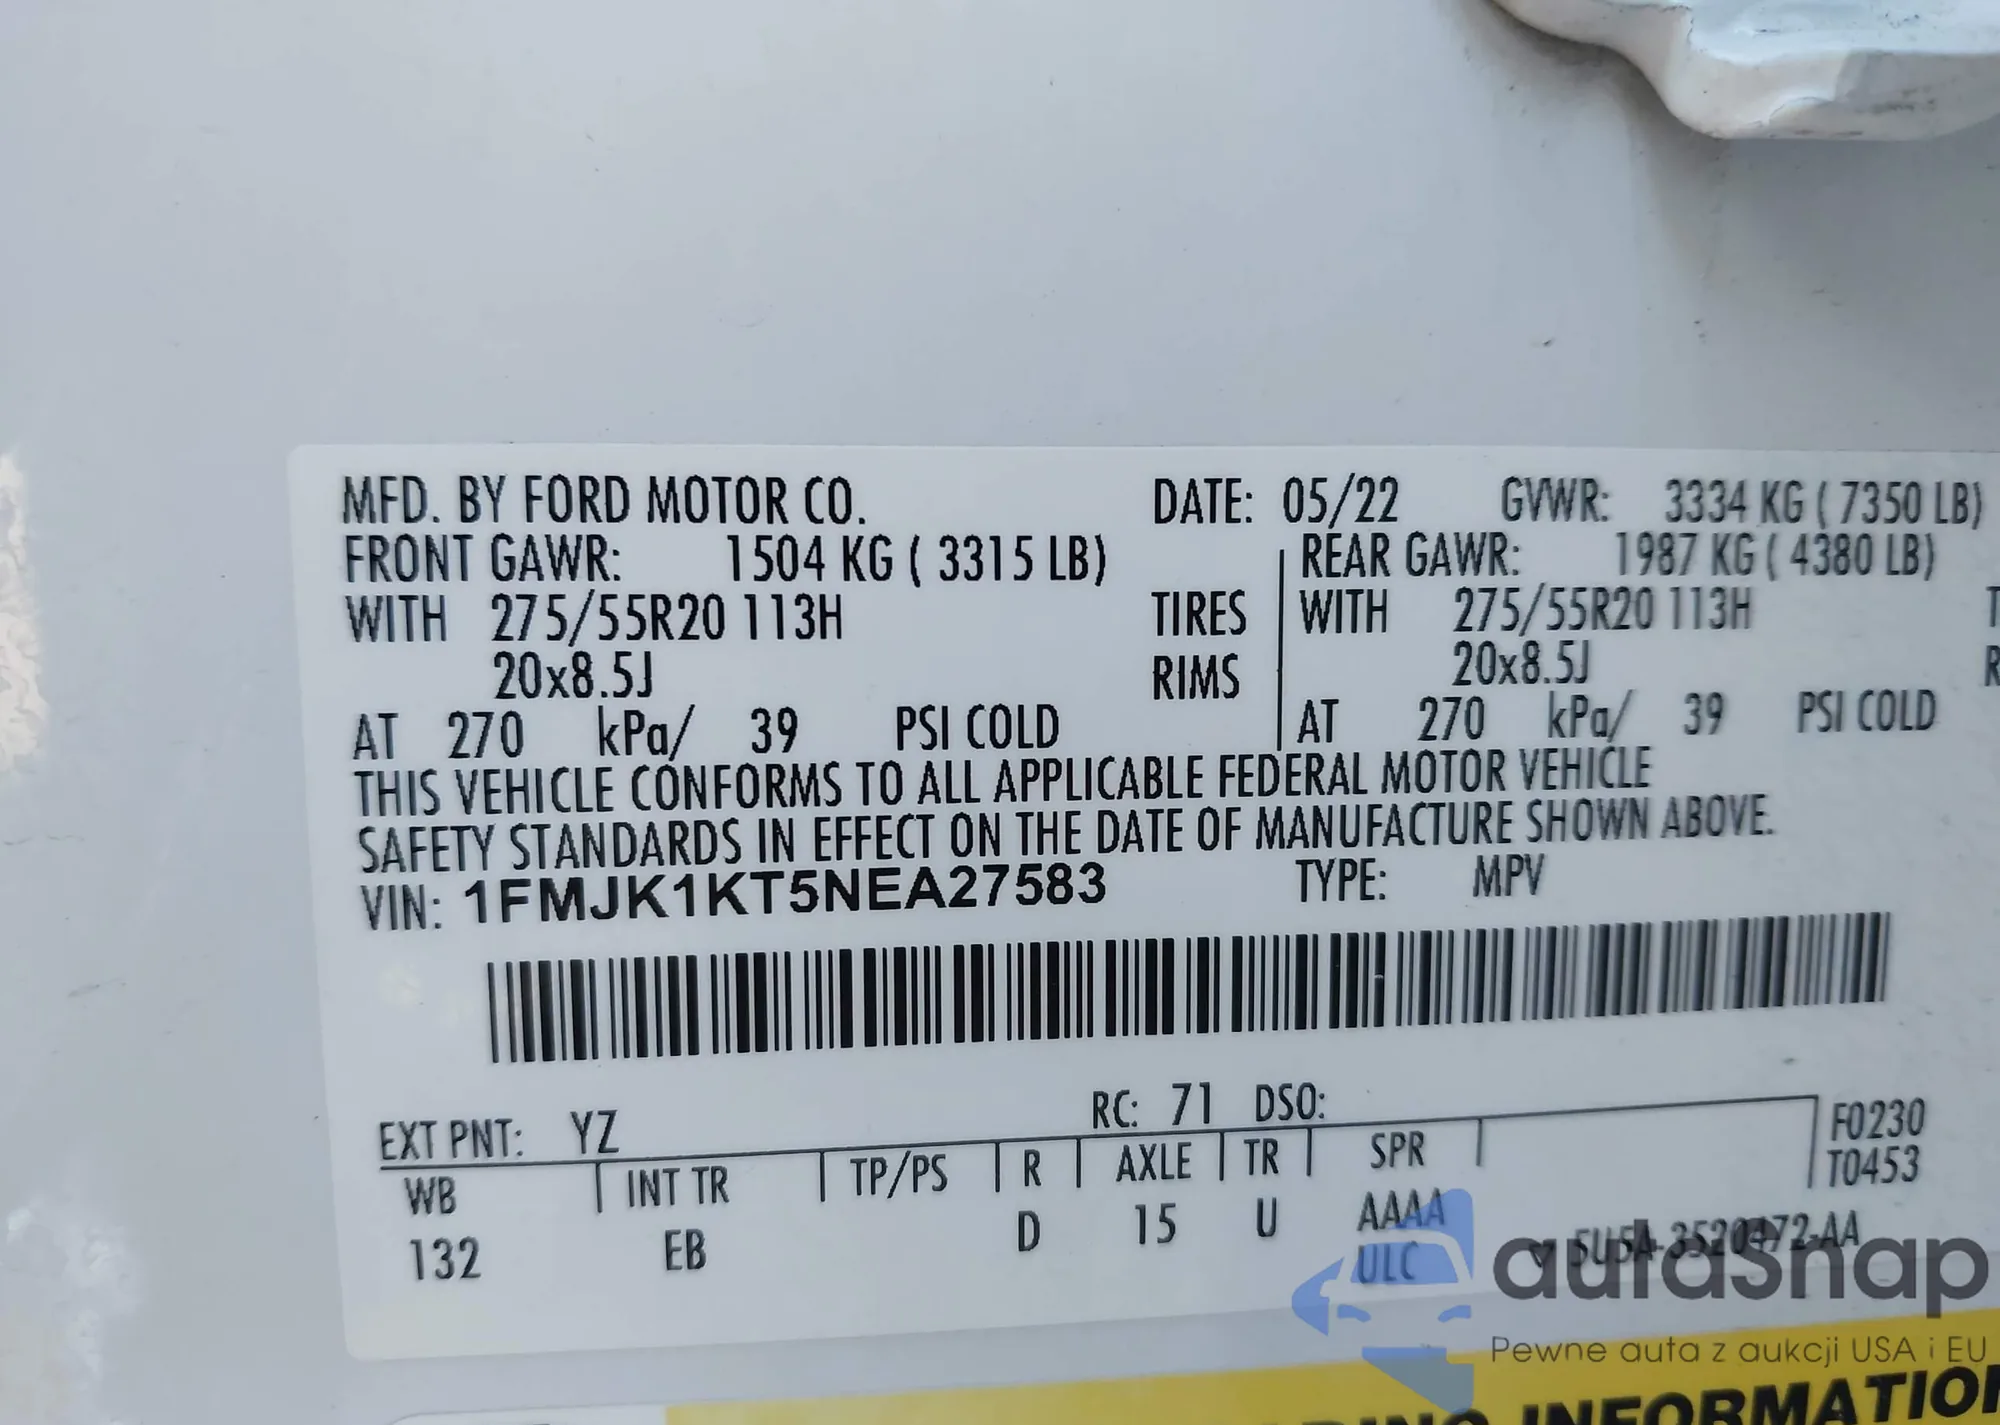 MFD. BY FORD MOTOR CO. DATE: 05/22 GVWR: 3334 KG ( 7350 LB)
FRONT GAWR: 1504 KG ( 3315 LB) REAR GAWR: 1987 KG ( 4380 LB)
WITH 275/55R20 113H TIRES WITH 275/55R20 113H T
20x8.5J RIMS 20x8.5J R
AT 270 kPa/ 39 PSI COLD AT 270 kPa/ 39 PSI COLD
THIS VEHICLE CONFORMS TO ALL APPLICABLE FEDERAL MOTOR VEHICLE
SAFETY STANDARDS IN EFFECT ON THE DATE OF MANUFACTURE SHOWN ABOVE.
VIN: 1FMJK1KT5NEA27583 TYPE: MPV
EXT PNT: YZ RC: 71 DSO:
WB INT TR TP/PS R AXLE TR SPR F0230
T0453
132 EB D 15 U AAAA
ULC 5U5A-3520472-AA
autasnap
Pewne auta z aukcji USA i EU
INFORMATION